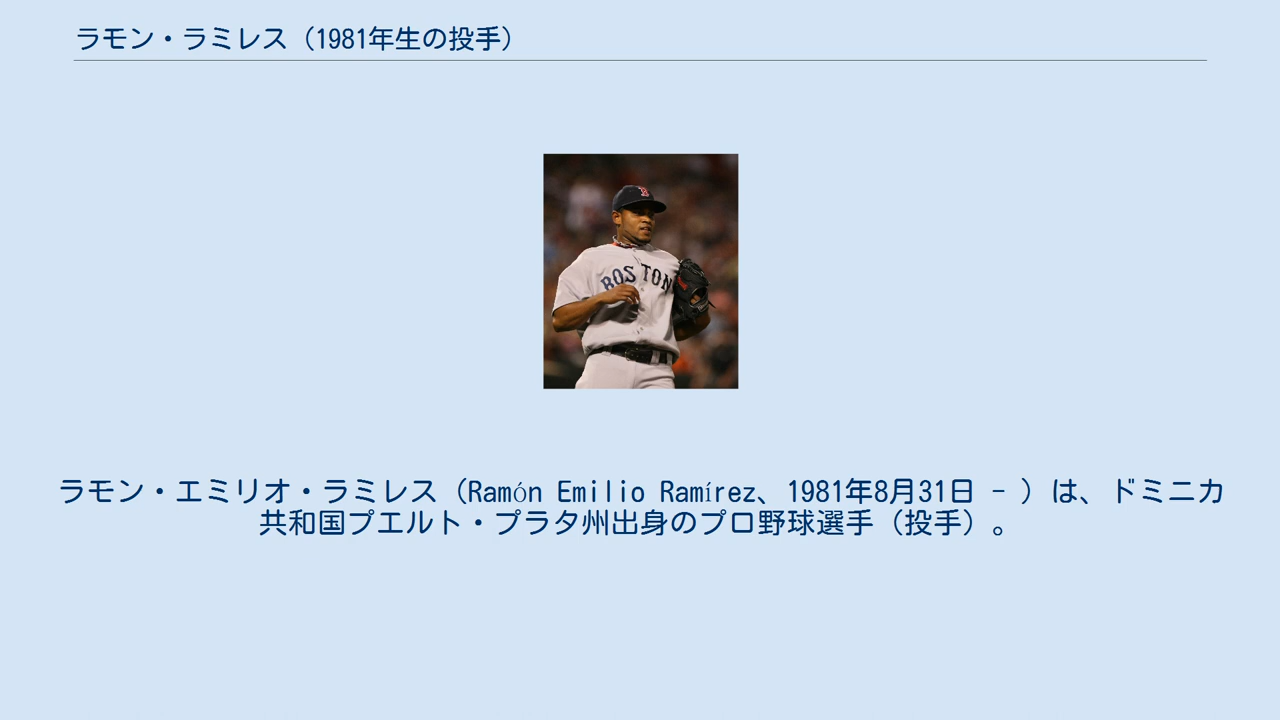 ラモン・ラミレス（1981年生の投手）
BOSTON
ラモン・エミリオ・ラミレス（Ramón Emilio Ramírez、1981年8月31日 - ）は、ドミニカ
共和国プエルト・プラタ州出身のプロ野球選手（投手）。